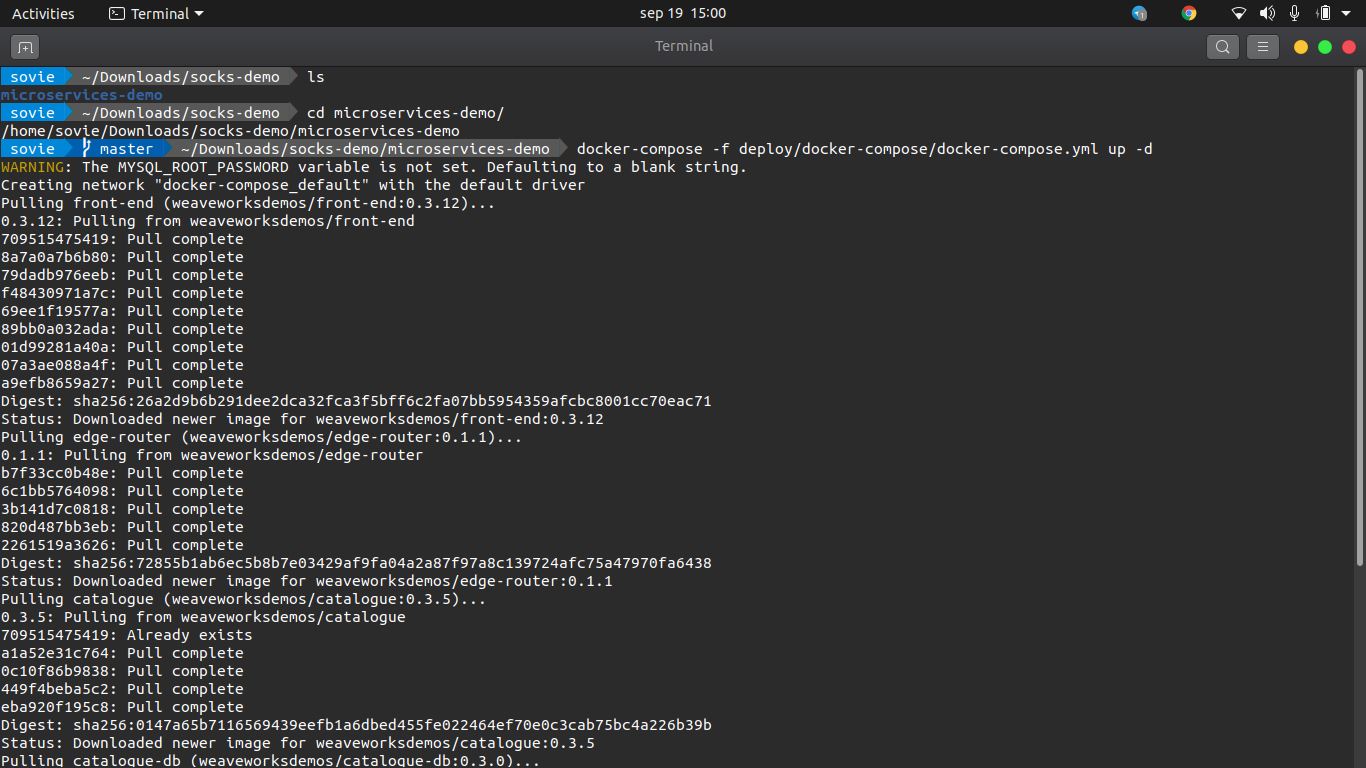 Activities
Terminal
sep 19 15:00
1
Terminal
sovie ~/Downloads/socks-demo ls
microservices-demo
sovie ~/Downloads/socks-demo cd microservices-demo/
/home/sovie/Downloads/socks-demo/microservices-demo
sovie master ~/Downloads/socks-demo/microservices-demo docker-compose -f deploy/docker-compose/docker-compose.yml up -d
WARNING: The MYSQL_ROOT_PASSWORD variable is not set. Defaulting to a blank string.
Creating network "docker-compose_default" with the default driver
Pulling front-end (weaveworksdemos/front-end:0.3.12)...
0.3.12: Pulling from weaveworksdemos/front-end
709515475419: Pull complete
8a7a0a7b6b80: Pull complete
79dadb976eeb: Pull complete
f48430971a7c: Pull complete
69ee1f19577a: Pull complete
89bb0a032ada: Pull complete
01d99281a40a: Pull complete
07a3ae088a4f: Pull complete
a9efb8659a27: Pull complete
Digest: sha256:26a2d9b6b291dee2dca32fca3f5bff6c2fa07bb5954359afcbc8001cc70eac71
Status: Downloaded newer image for weaveworksdemos/front-end:0.3.12
Pulling edge-router (weaveworksdemos/edge-router:0.1.1)...
0.1.1: Pulling from weaveworksdemos/edge-router
b7f33cc0b48e: Pull complete
6c1bb5764098: Pull complete
3b141d7c0818: Pull complete
820d487bb3eb: Pull complete
2261519a3626: Pull complete
Digest: sha256:72855b1ab6ec5b8b7e03429af9fa04a2a87f97a8c139724afc75a47970fa6438
Status: Downloaded newer image for weaveworksdemos/edge-router:0.1.1
Pulling catalogue (weaveworksdemos/catalogue:0.3.5)...
0.3.5: Pulling from weaveworksdemos/catalogue
709515475419: Already exists
a1a52e31c764: Pull complete
0c10f86b9838: Pull complete
449f4beba5c2: Pull complete
eba920f195c8: Pull complete
Digest: sha256:0147a65b7116569439eefb1a6dbed455fe022464ef70e0c3cab75bc4a226b39b
Status: Downloaded newer image for weaveworksdemos/catalogue:0.3.5
Pulling catalogue-db (weaveworksdemos/catalogue-db:0.3.0)...